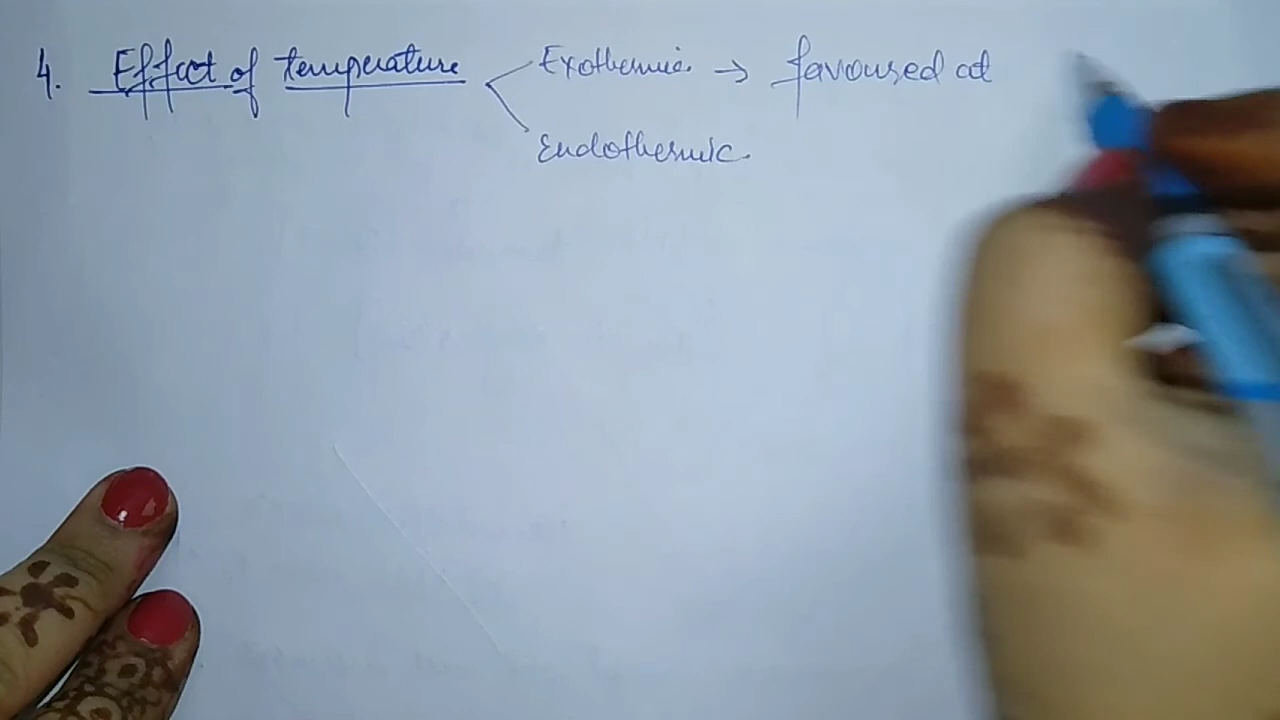 4. Effect of temperature Exothermic. → favoured at
Endothermic.